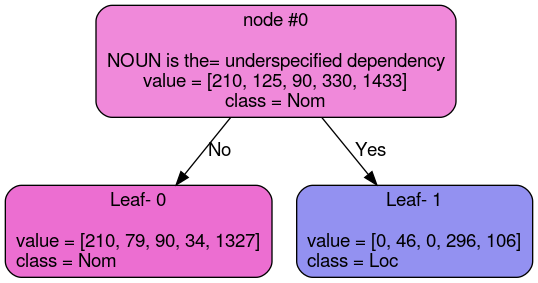 node #0
NOUN is the= underspecified dependency
value = [210, 125, 90, 330, 1433]
class = Nom
No
Yes
Leaf- 0
value = [210, 79, 90, 34, 1327]
class = Nom
Leaf- 1
value = [0, 46, 0, 296, 106]
class = Loc